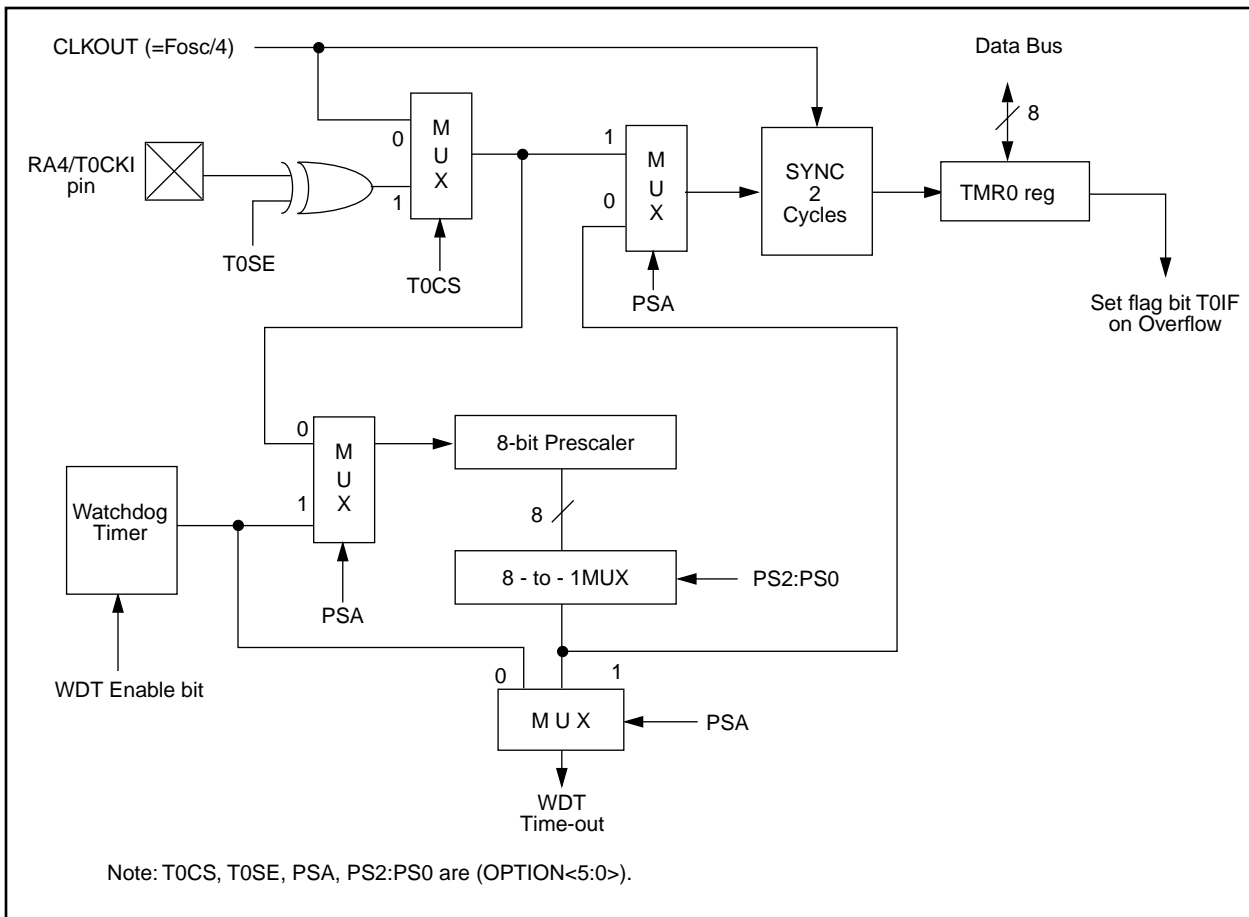 CLKOUT (=Fosc/4)
Data Bus
8
RA4/T0CKI
pin
0
1
M
U
X
T0SE
T0CS
1
0
M
U
X
PSA
SYNC
2
Cycles
TMR0 reg
Set flag bit T0IF
on Overflow
0
1
M
U
X
8-bit Prescaler
Watchdog
Timer
8
8 - to - 1MUX
PS2:PS0
PSA
WDT Enable bit
0
1
M U X
PSA
WDT
Time-out
Note: T0CS, T0SE, PSA, PS2:PS0 are (OPTION<5:0>).